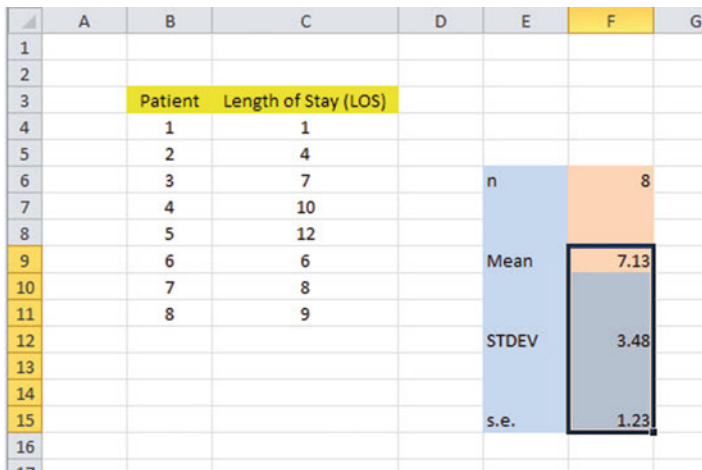 A B C D E F G
1
2
3 Patient Length of Stay (LOS)
4 1 1
5 2 4
6 3 7 n 8
7 4 10
8 5 12
9 6 6 Mean 7.13
10 7 8
11 8 9
12 STDEV 3.48
13
14
15 s.e. 1.23
16
17